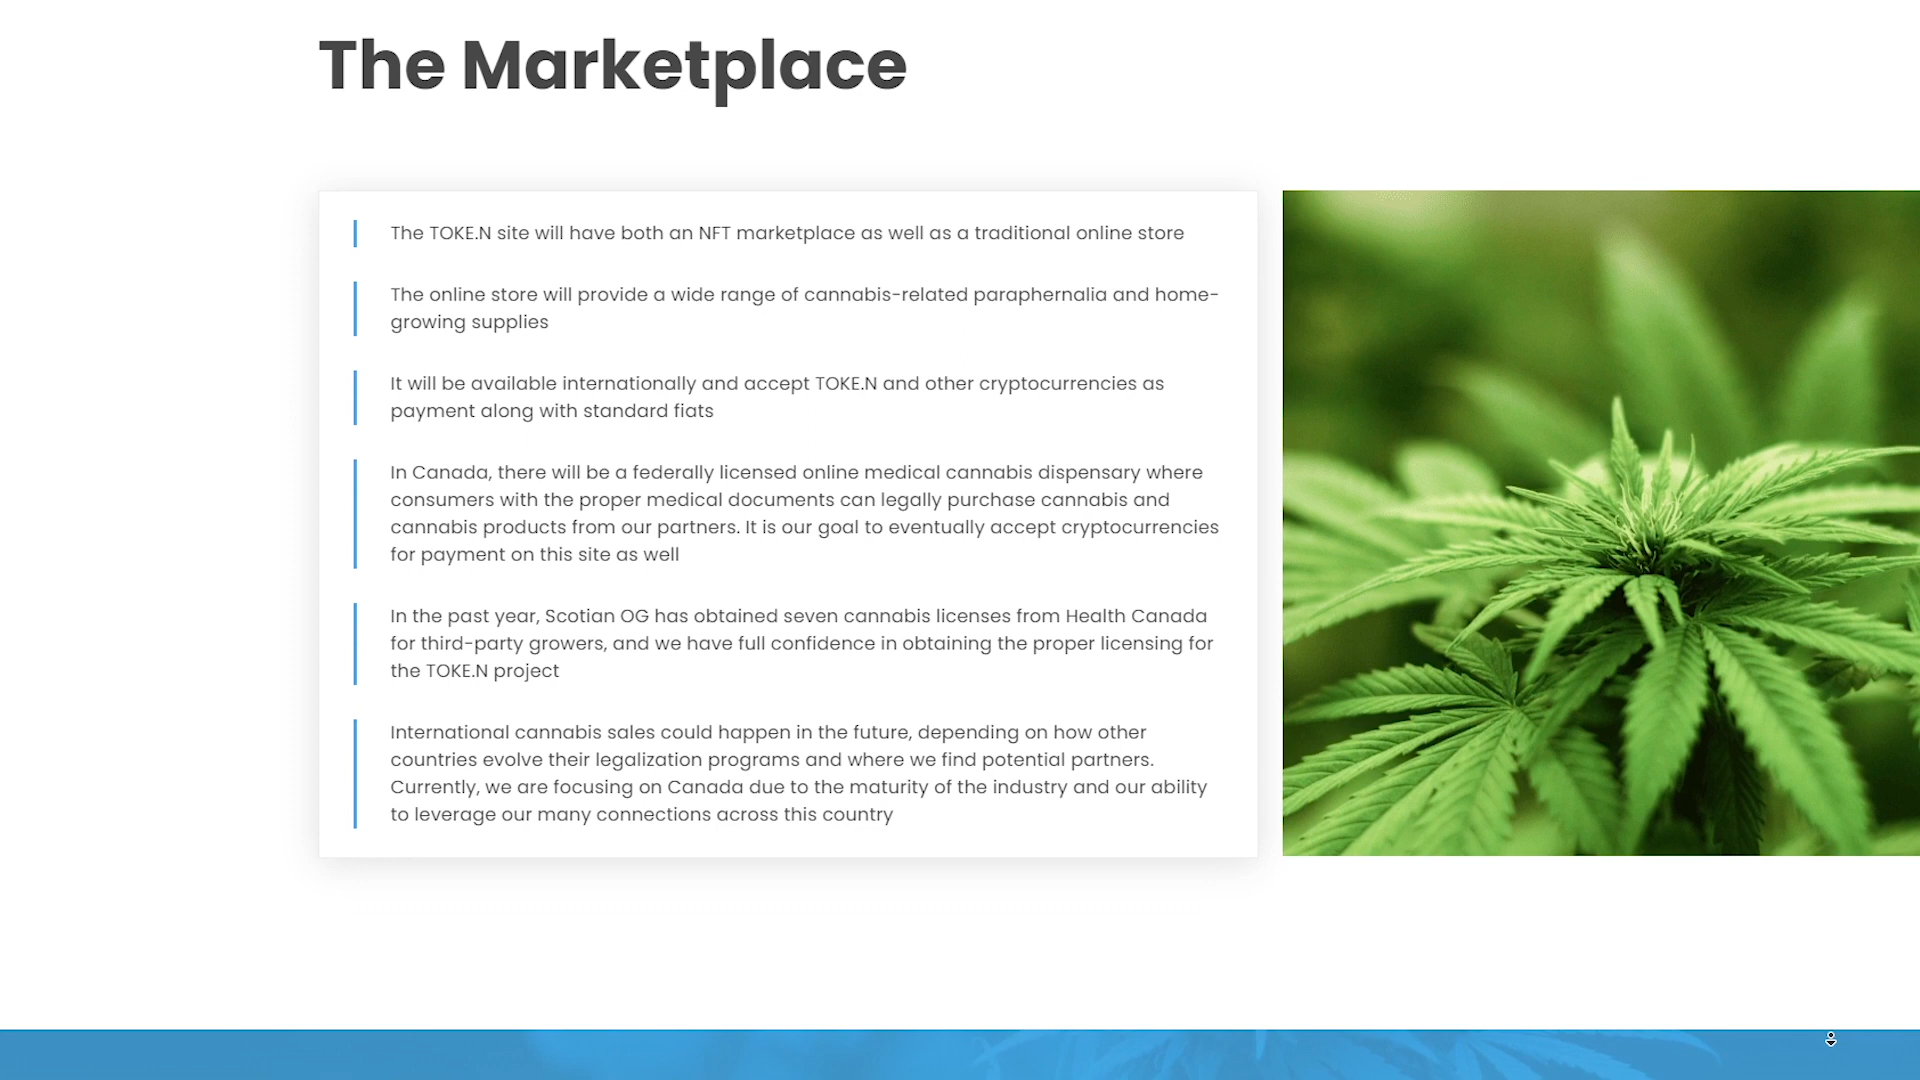 The Marketplace
The TOKE.N site will have both an NFT marketplace as well as a traditional online store
The online store will provide a wide range of cannabis-related paraphernalia and home-
growing supplies
It will be available internationally and accept TOKE.N and other cryptocurrencies as
payment along with standard fiats
In Canada, there will be a federally licensed online medical cannabis dispensary where
consumers with the proper medical documents can legally purchase cannabis and
cannabis products from our partners. It is our goal to eventually accept cryptocurrencies
for payment on this site as well
In the past year, Scotian OG has obtained seven cannabis licenses from Health Canada
for third-party growers, and we have full confidence in obtaining the proper licensing for
the TOKE.N project
International cannabis sales could happen in the future, depending on how other
countries evolve their legalization programs and where we find potential partners.
Currently, we are focusing on Canada due to the maturity of the industry and our ability
to leverage our many connections across this country